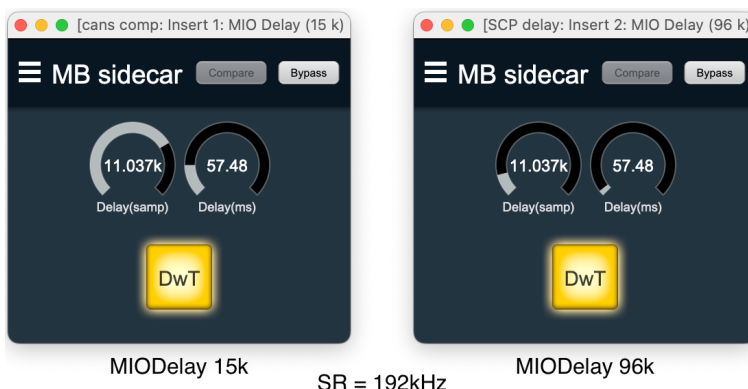 [cans comp: Insert 1: MIO Delay (15 k)
MB sidecar Compare Bypass
11.037k 57.48
Delay(samp) Delay(ms)
DwT
MIODelay 15k
[SCP delay: Insert 2: MIO Delay (96 k)
MB sidecar Compare Bypass
11.037k 57.48
Delay(samp) Delay(ms)
DwT
MIODelay 96k
SR = 192kHz